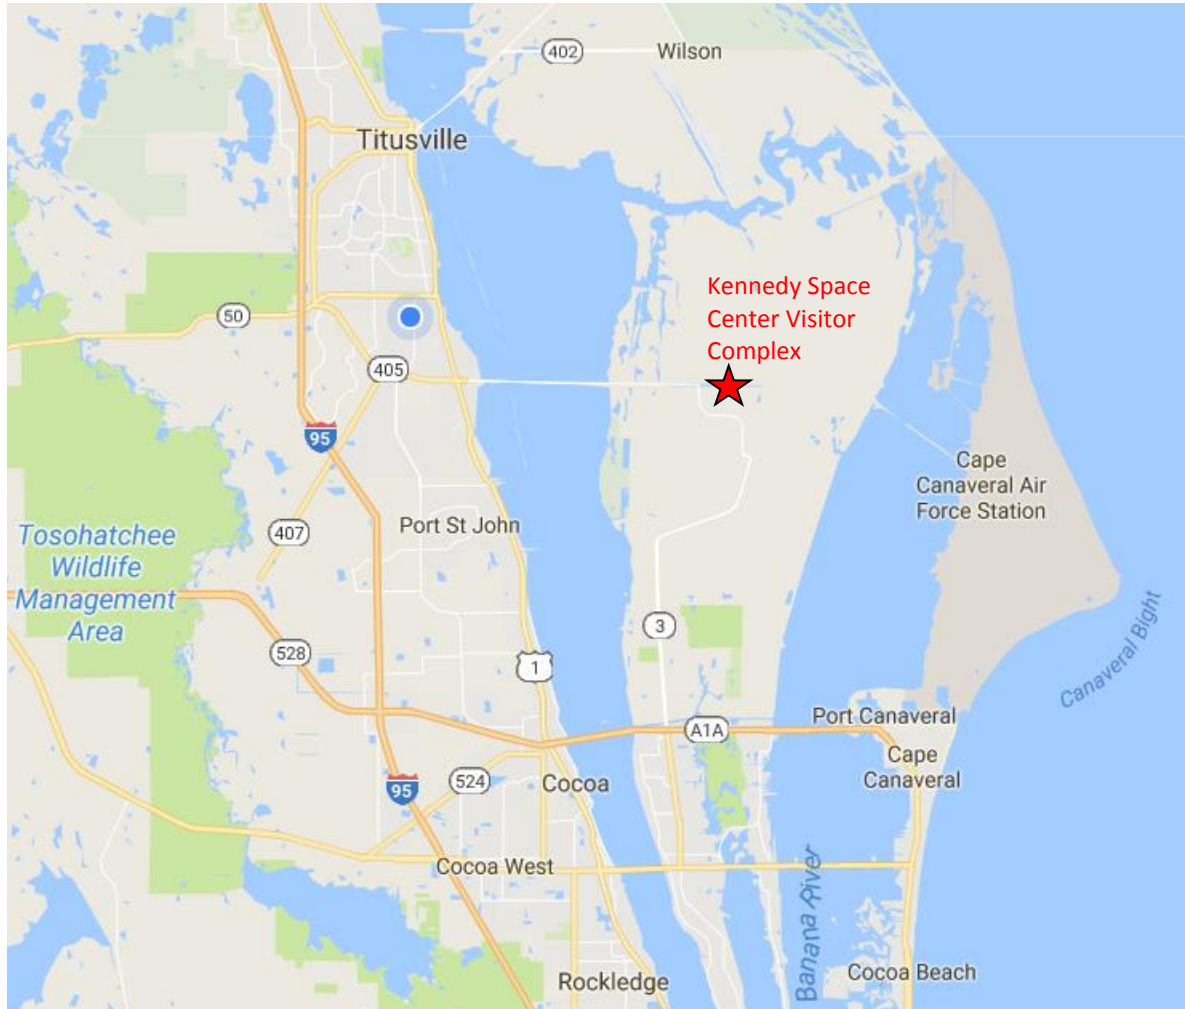 402
Wilson
Titusville
Kennedy Space
Center Visitor
Complex
50
405
95
Cape
Canaveral Air
Force Station
Port St John
407
Tosohatchee
Wildlife
Management
Area
3
528
1
Canaveral Bight
Port Canaveral
A1A
Cape
Canaveral
524
Cocoa
95
Cocoa West
Banana River
Rockledge
Cocoa Beach